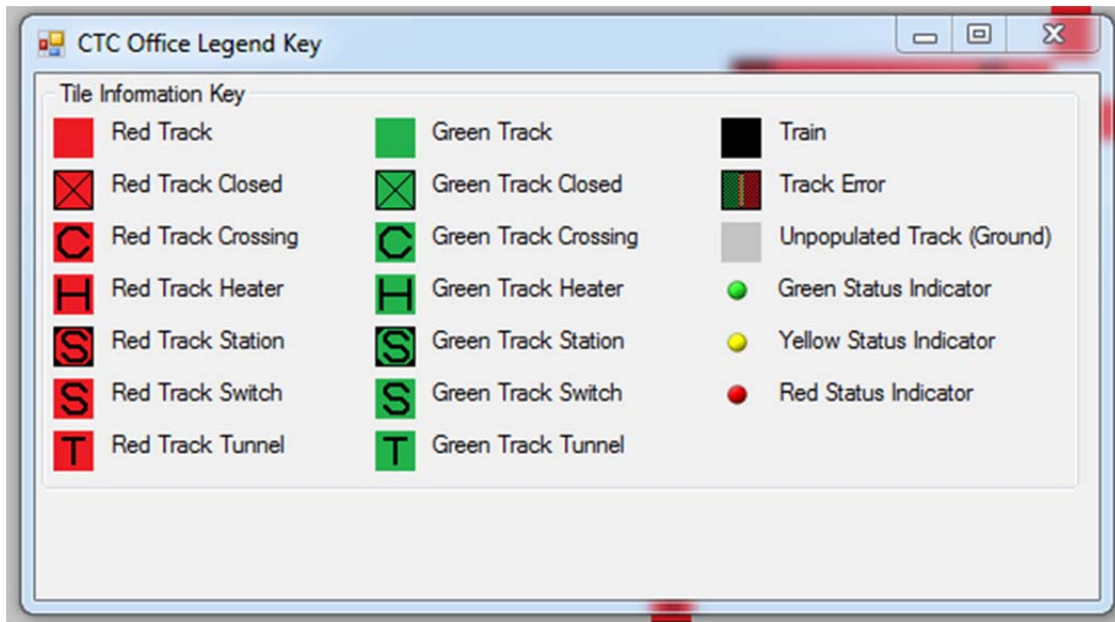 CTC Office Legend Key
Tile Information Key
Red Track
Green Track
Train
Red Track Closed
Green Track Closed
Track Error
C Red Track Crossing
C Green Track Crossing
Unpopulated Track (Ground)
H Red Track Heater
H Green Track Heater
Green Status Indicator
S Red Track Station
S Green Track Station
Yellow Status Indicator
S Red Track Switch
S Green Track Switch
Red Status Indicator
T Red Track Tunnel
T Green Track Tunnel